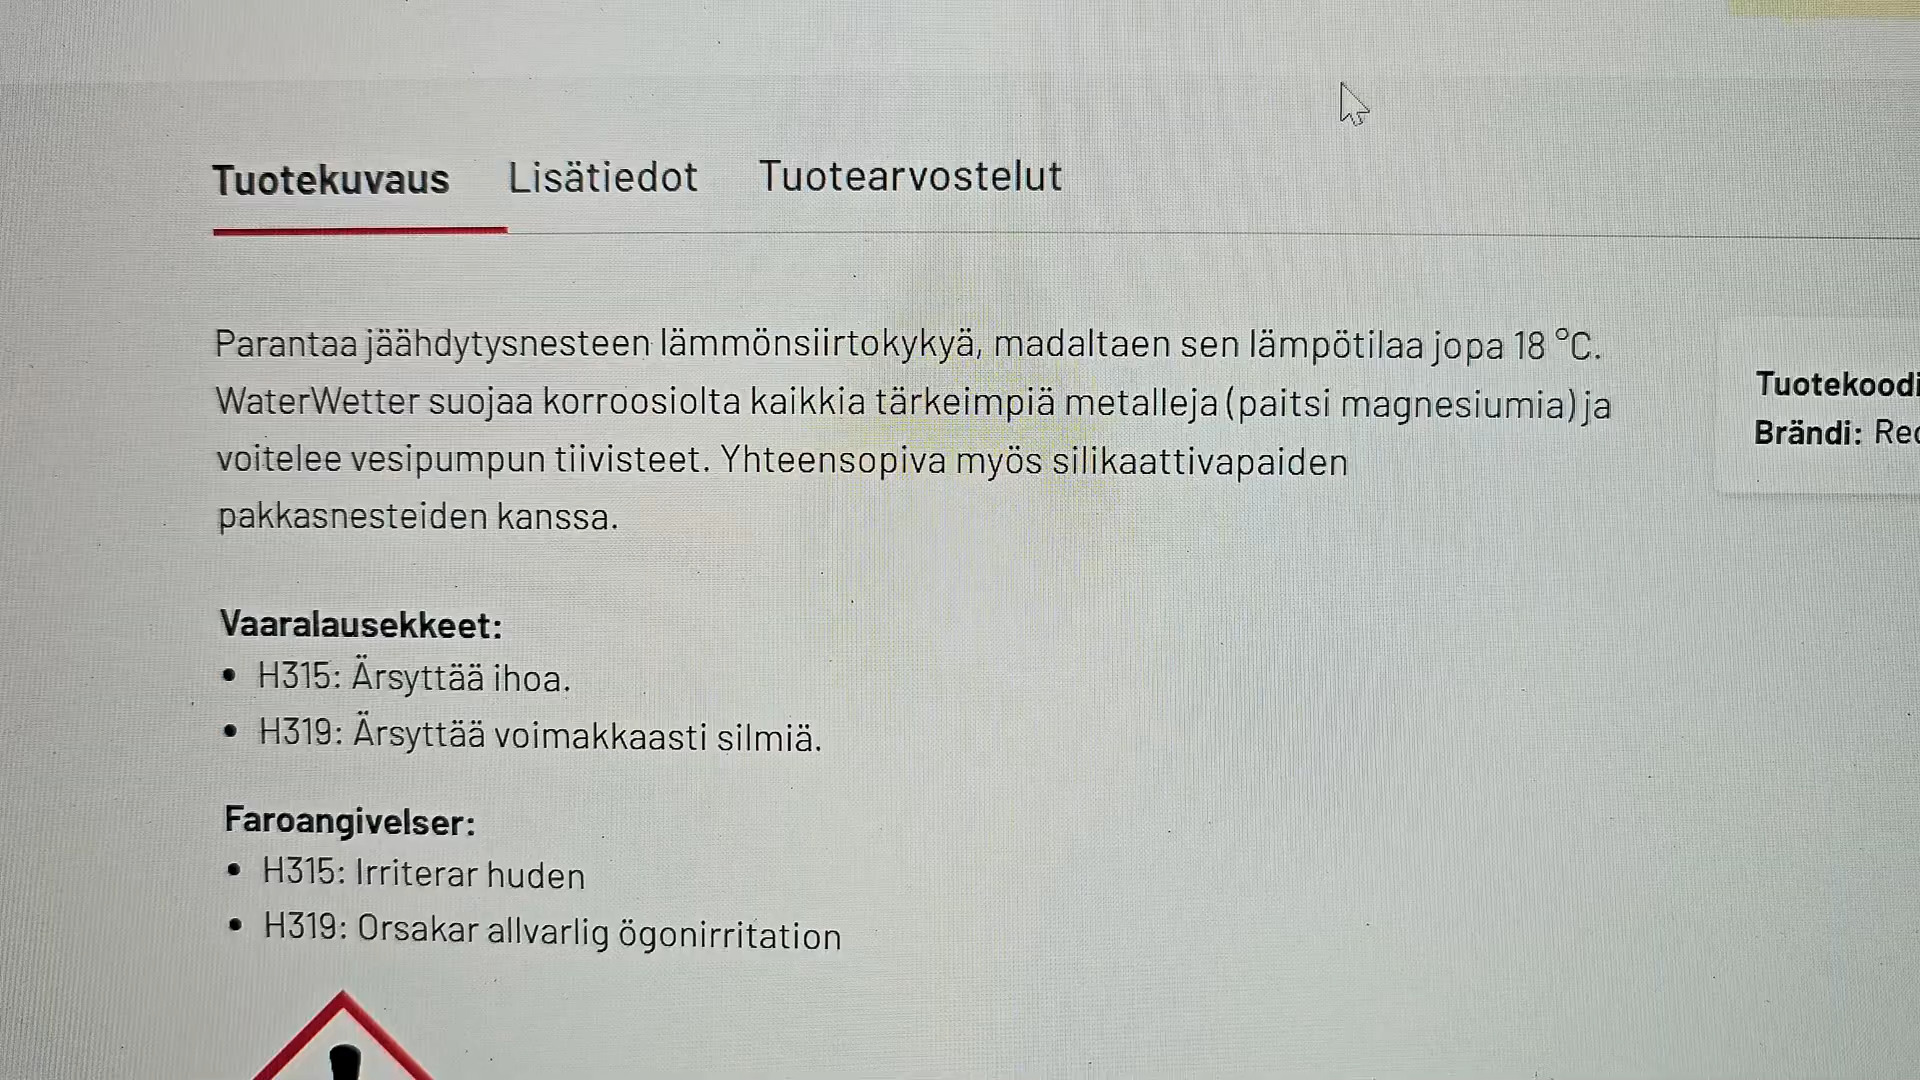 Tuotekuvaus Lisätiedot Tuotearvostelut
Parantaa jäähdytysnesteen lämmönsiirtokykyä, madaltaen sen lämpötilaa jopa 18 °C.
WaterWetter suojaa korroosiolta kaikkia tärkeimpiä metalleja (paitsi magnesiumia) ja
voitelee vesipumpun tiivisteet. Yhteensopiva myös silikaattivapaiden
pakkasnesteiden kanssa.
Tuotekoodi
Brändi:
Vaaralausekkeet:
• H315: Ärsyttää ihoa.
• H319: Ärsyttää voimakkaasti silmiä.
Faroangivelser:
• H315: Irriterar huden
• H319: Orsakar allvarlig ögonirritation